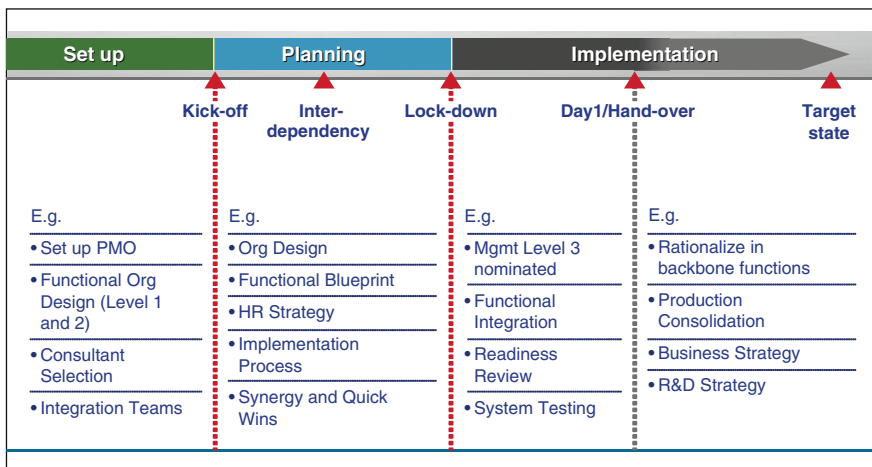 Set up
Planning
Implementation
Kick-off
Inter-
dependency
Lock-down
Day1/Hand-over
Target
state
E.g.
• Set up PMO
• Functional Org
Design (Level 1
and 2)
• Consultant
Selection
• Integration Teams
E.g.
• Org Design
• Functional Blueprint
• HR Strategy
• Implementation
Process
• Synergy and Quick
Wins
E.g.
• Mgmt Level 3
nominated
• Functional
Integration
• Readiness
Review
• System Testing
E.g.
• Rationalize in
backbone functions
• Production
Consolidation
• Business Strategy
• R&D Strategy